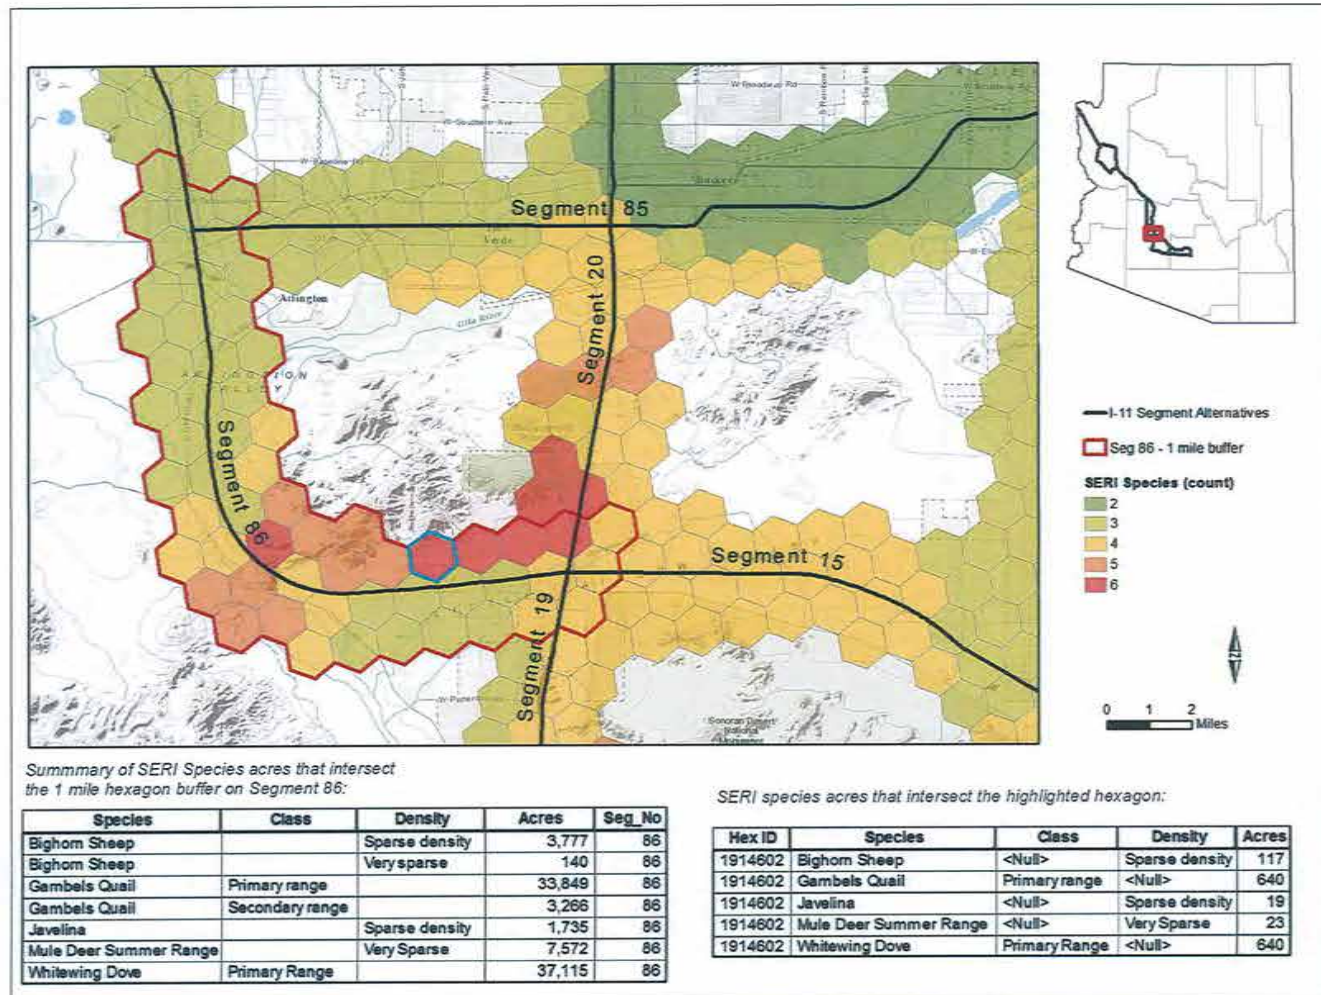 W Broadway Rd
W Southern Ave
W Baseline Rd
Segment 85
Verde
Segment 20
Arlington
Gila River
Segment 86
Segment 15
Segment 19
Sonoran Desert
National
Monument
I-11 Segment Alternatives
Seg 86 - 1 mile buffer
SERI Species (count)
2
3
4
5
6
N
0 1 2
Miles
Summmary of SERI Species acres that intersect
the 1 mile hexagon buffer on Segment 86:
Species Class Density Acres Seg_No
Bighorn Sheep Sparse density 3,777 86
Bighorn Sheep Very sparse 140 86
Gambels Quail Primary range 33,849 86
Gambels Quail Secondary range 3,266 86
Javelina Sparse density 1,735 86
Mule Deer Summer Range Very Sparse 7,572 86
Whitewing Dove Primary Range 37,115 86
SERI species acres that intersect the highlighted hexagon:
Hex ID Species Class Density Acres
1914602 Bighorn Sheep <Null> Sparse density 117
1914602 Gambels Quail Primary range <Null> 640
1914602 Javelina <Null> Sparse density 19
1914602 Mule Deer Summer Range <Null> Very Sparse 23
1914602 Whitewing Dove Primary Range <Null> 640